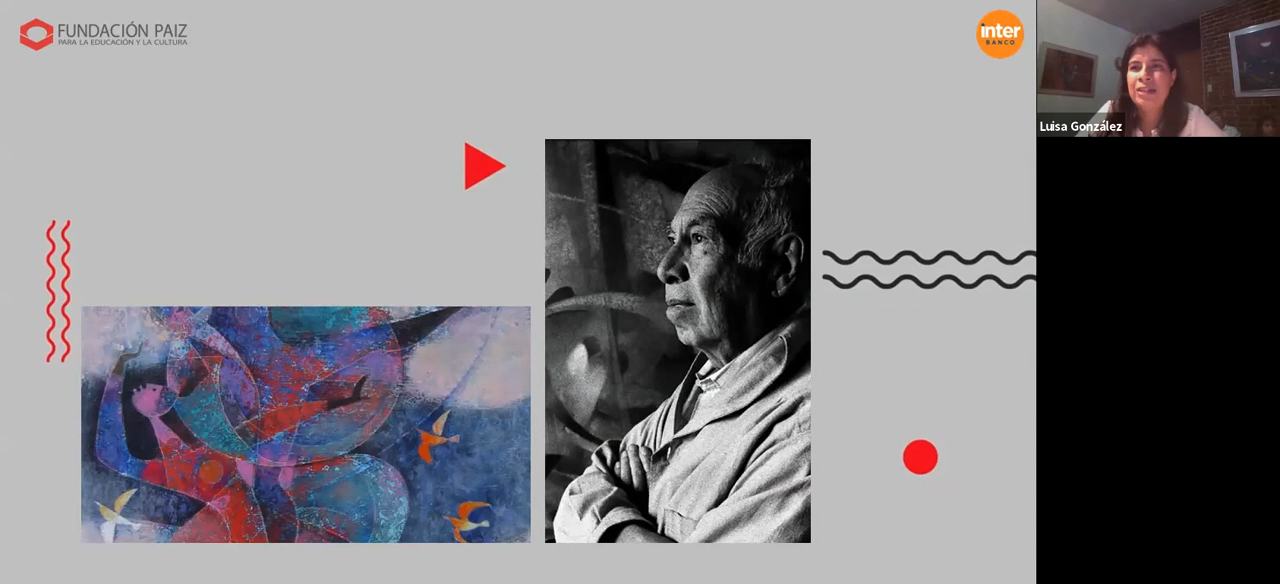 FUNDACIÓN PAIZ
PARA LA EDUCACIÓN Y LA CULTURA
inter
BANCO
Luisa González